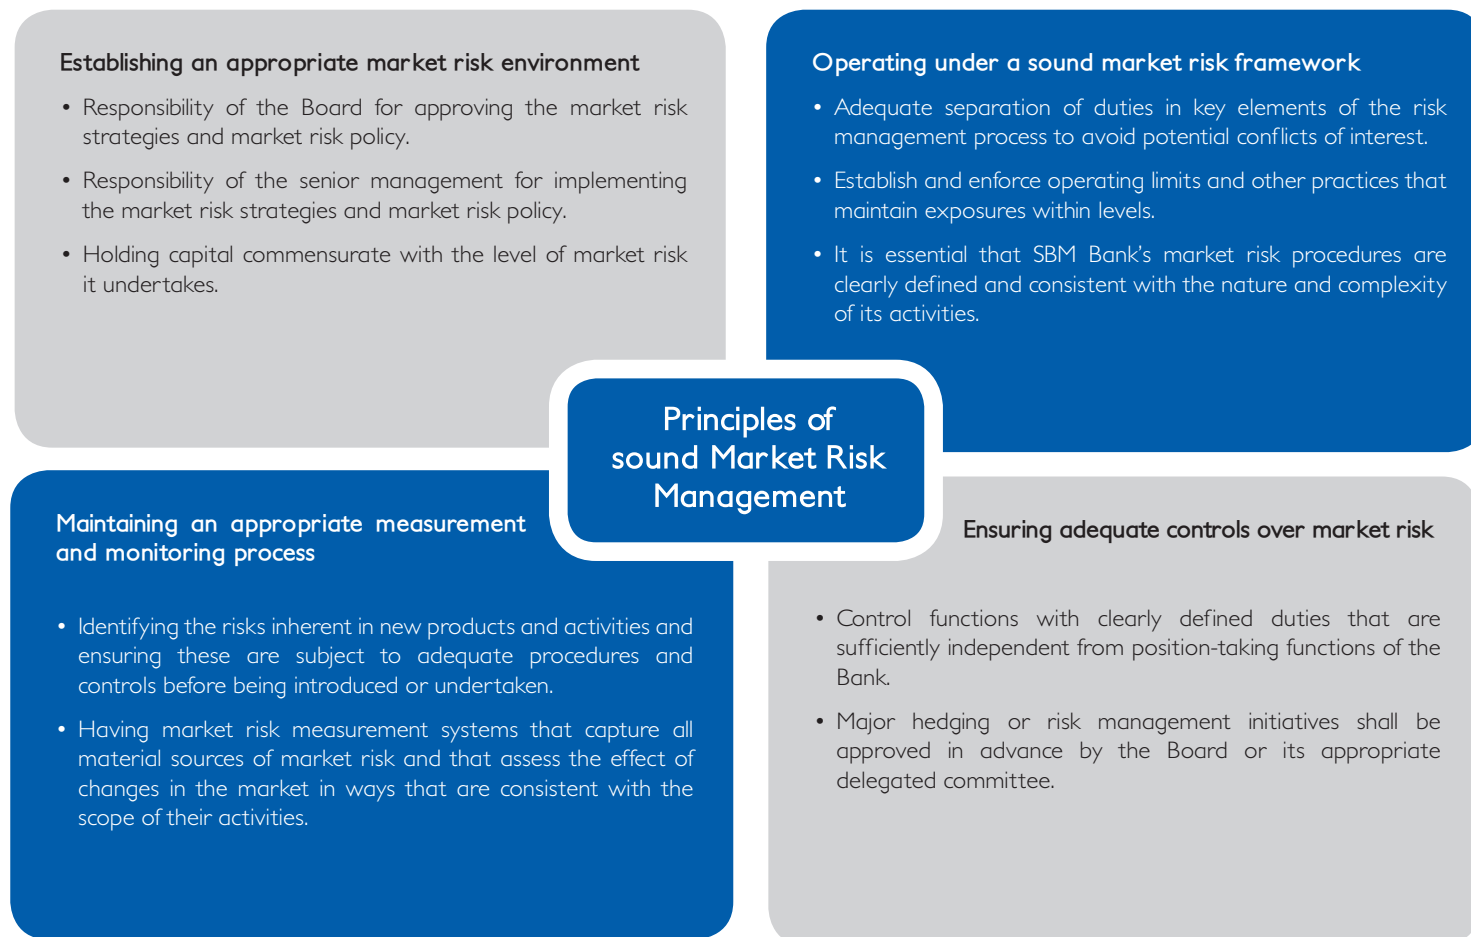 Establishing an appropriate market risk environment
• Responsibility of the Board for approving the market risk
strategies and market risk policy.
• Responsibility of the senior management for implementing
the market risk strategies and market risk policy.
• Holding capital commensurate with the level of market risk
it undertakes.
Operating under a sound market risk framework
• Adequate separation of duties in key elements of the risk
management process to avoid potential conflicts of interest.
• Establish and enforce operating limits and other practices that
maintain exposures within levels.
• It is essential that SBM Bank’s market risk procedures are
clearly defined and consistent with the nature and complexity
of its activities.
Principles of
sound Market Risk
Management
Maintaining an appropriate measurement
and monitoring process
• Identifying the risks inherent in new products and activities and
ensuring these are subject to adequate procedures and
controls before being introduced or undertaken.
• Having market risk measurement systems that capture all
material sources of market risk and that assess the effect of
changes in the market in ways that are consistent with the
scope of their activities.
Ensuring adequate controls over market risk
• Control functions with clearly defined duties that are
sufficiently independent from position-taking functions of the
Bank.
• Major hedging or risk management initiatives shall be
approved in advance by the Board or its appropriate
delegated committee.